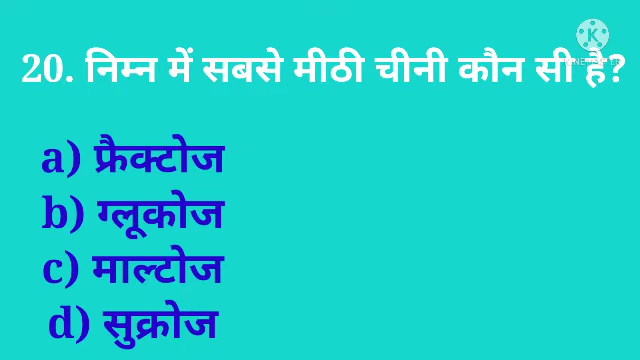 20. निम्न में सबसे मीठी चीनी कौन सी है?
a) फ्रैक्टोज
b) ग्लूकोज
c) माल्टोज
d) सुक्रोज